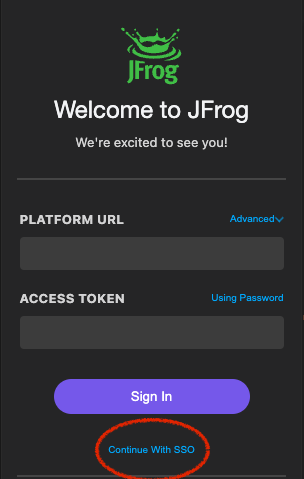 JFrog
Welcome to JFrog
We're excited to see you!
PLATFORM URL
Advanced
ACCESS TOKEN
Using Password
Sign In
Continue With SSO